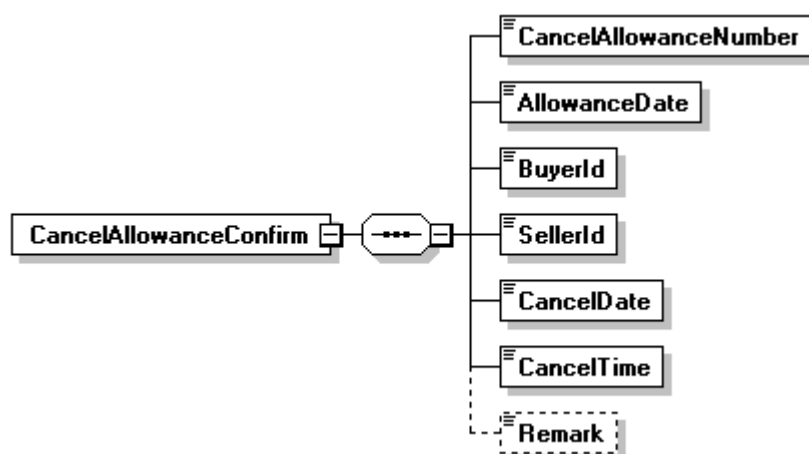 CancelAllowanceNumber
AllowanceDate
BuyerId
CancelAllowanceConfirm
SellerId
CancelDate
CancelTime
Remark